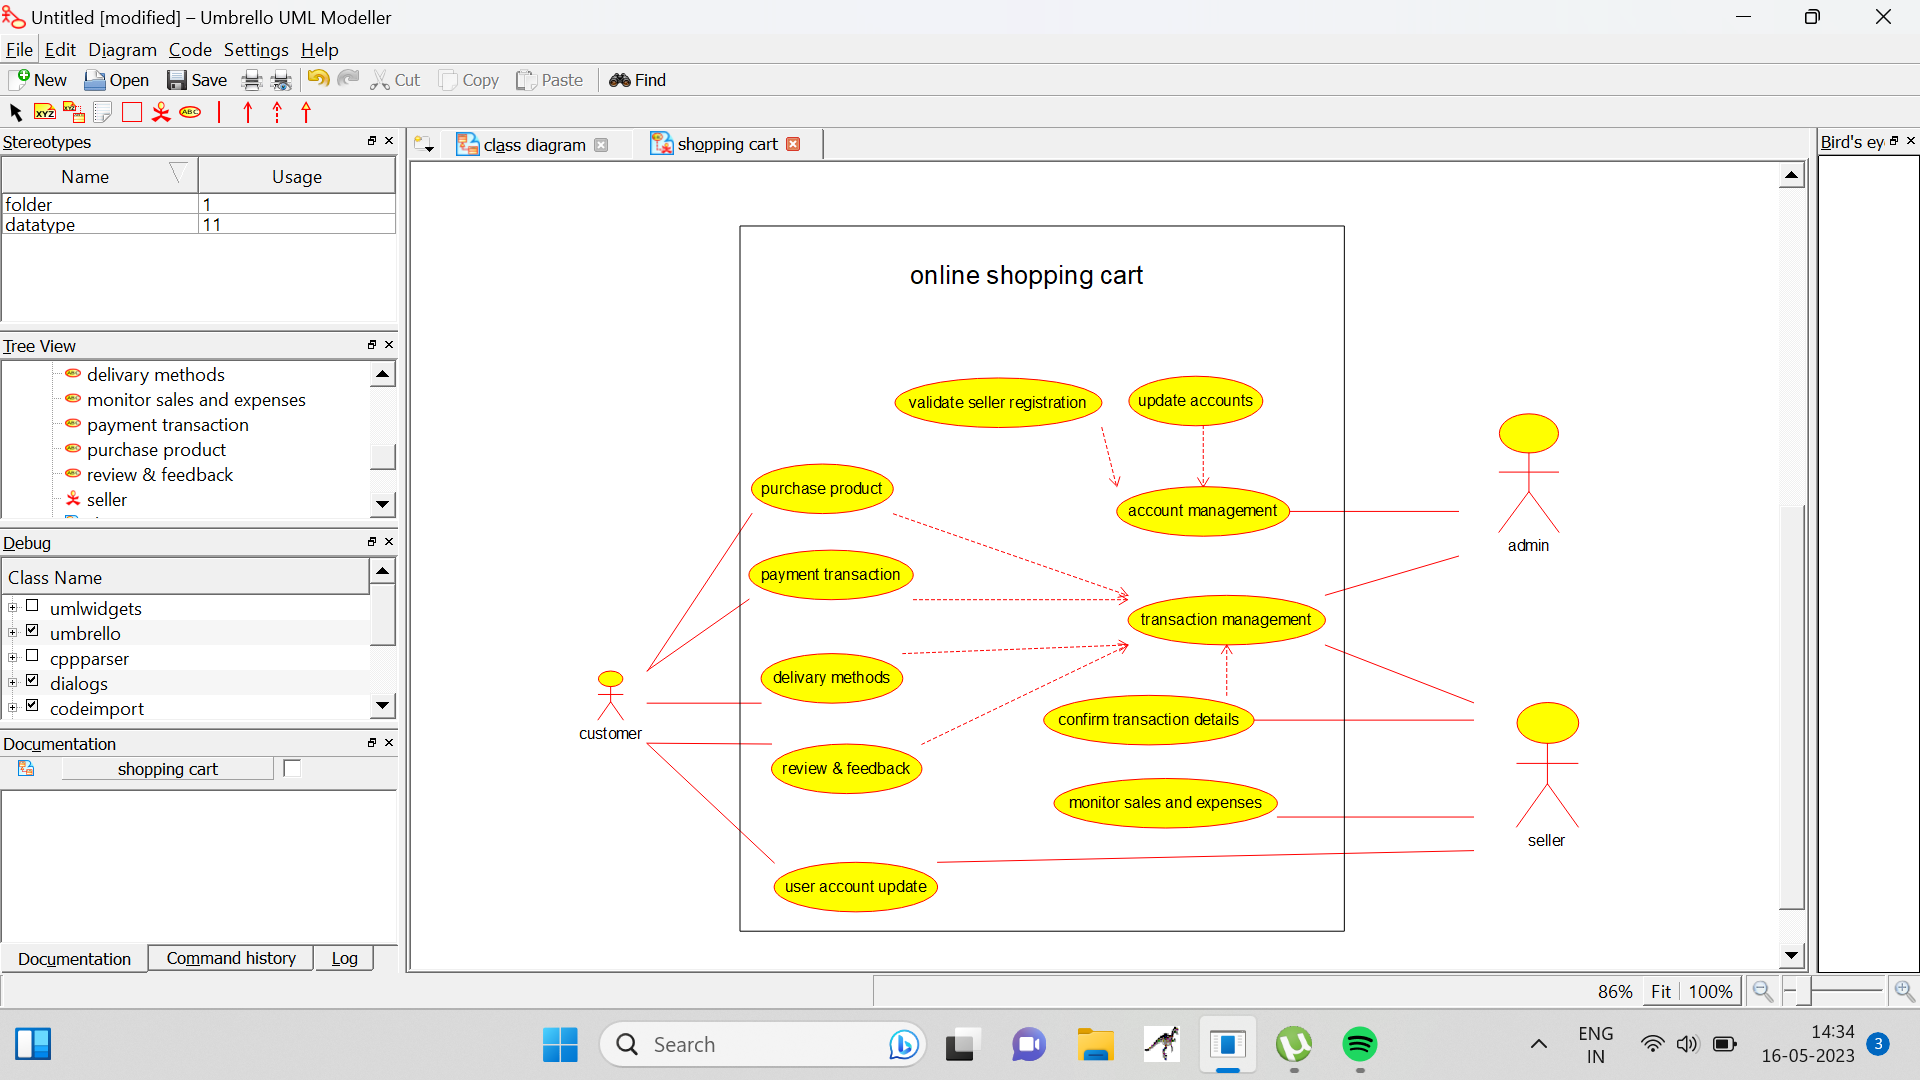 Untitled [modified] – Umbrello UML Modeller
File Edit Diagram Code Settings Help
New Open Save Cut Copy Paste Find
XYZ XYZ ABC
Stereotypes
Name Usage
folder 1
datatype 11
Tree View
delivary methods
monitor sales and expenses
payment transaction
purchase product
review & feedback
seller
Debug
Class Name
umlwidgets
umbrello
cppparser
dialogs
codeimport
Documentation
shopping cart
Documentation Command history Log
class diagram shopping cart
online shopping cart
validate seller registration
update accounts
purchase product
account management
payment transaction
transaction management
delivary methods
confirm transaction details
review & feedback
monitor sales and expenses
user account update
customer
admin
seller
Bird's ey
86% Fit 100%
Search
ENG
IN
14:34
16-05-2023
3